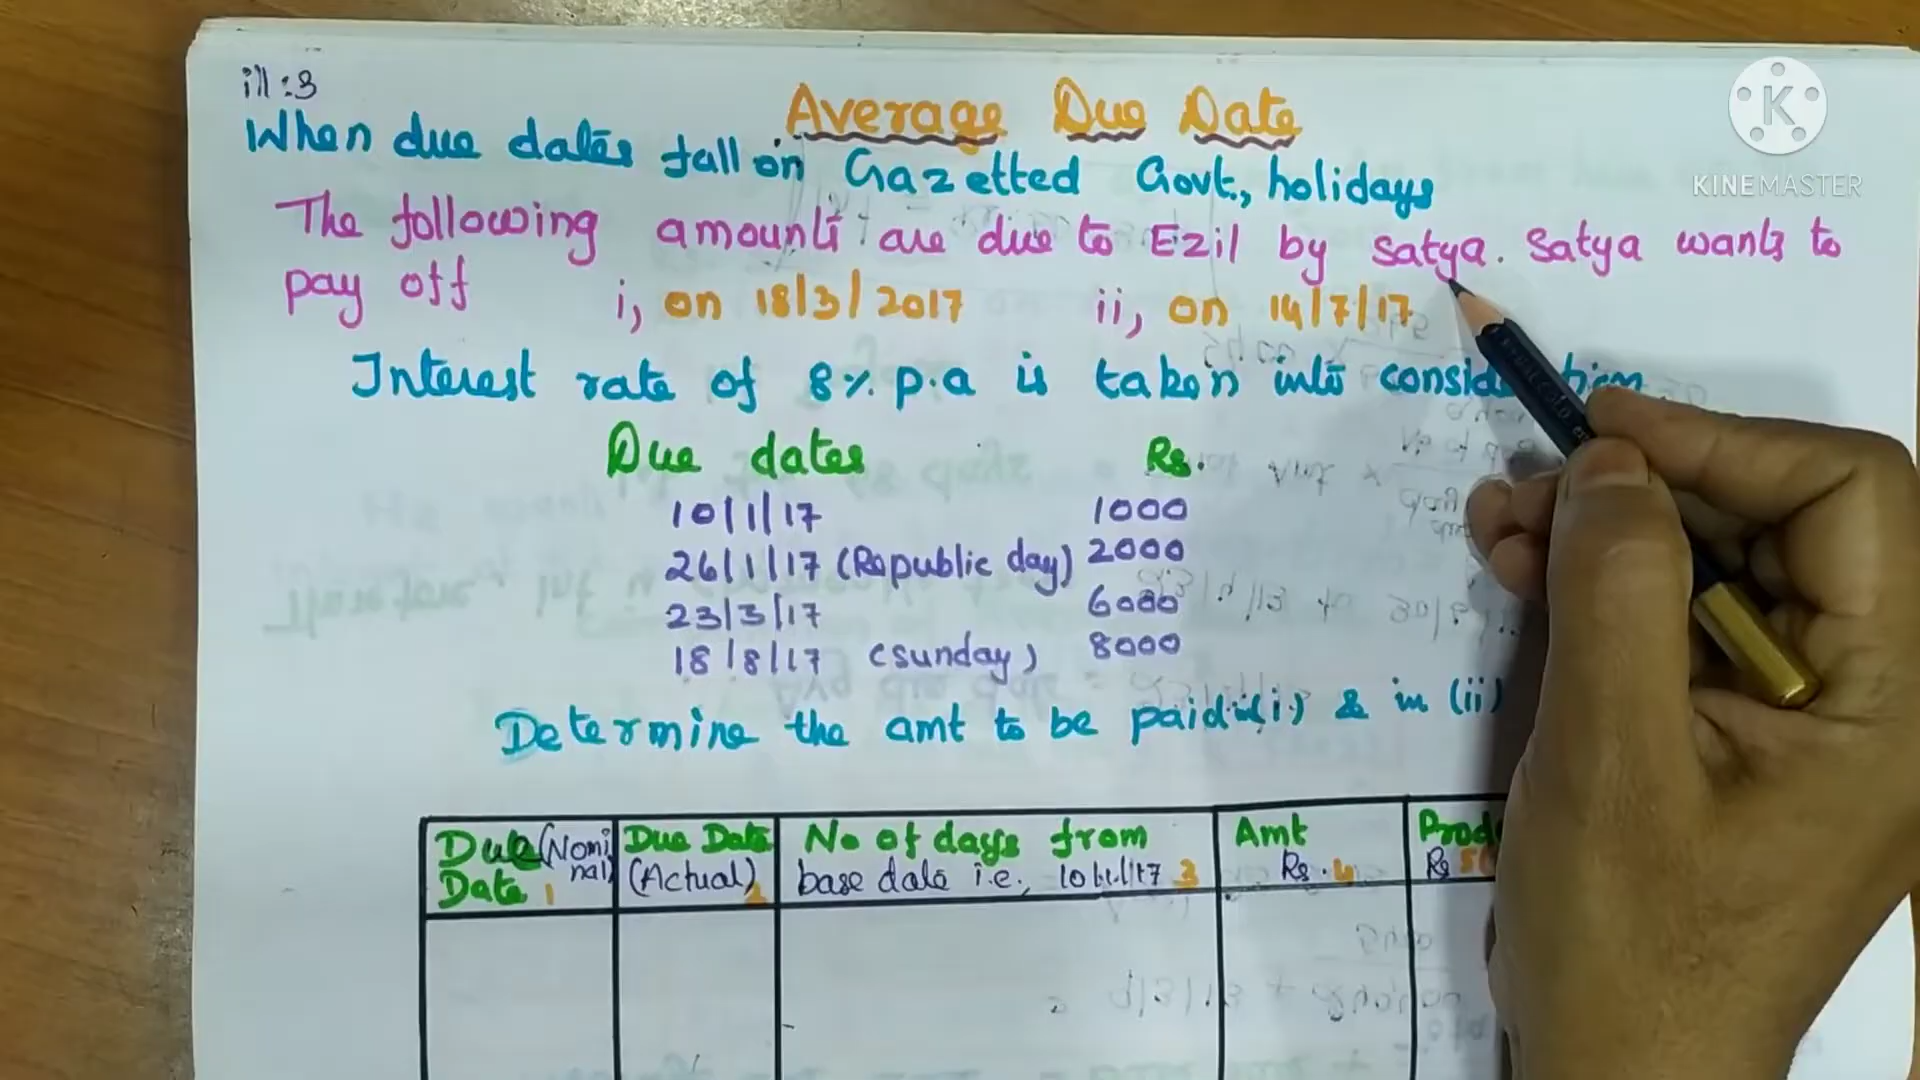 ill:3
Average Due Date
When due dates fall on Gazetted Govt., holidays
The following amounts are due to Ezil by Satya. Satya wants to
pay off i, on 18/3/2017 ii, on 14/7/17
Interest rate of 8% p.a is taken into
Due dates Rs.
10/1/17 1000
26/1/17 (Republic day) 2000
23/3/17 6000
18/8/17 (Sunday) 8000
Determine the amt to be paid in (i) & in (ii)
Due (Nominal) Date 1
Due Date (Actual) 2
No of days from base date i.e., 10/1/17 3
Amt Rs. 4
Rs 5
K
KINEMASTER